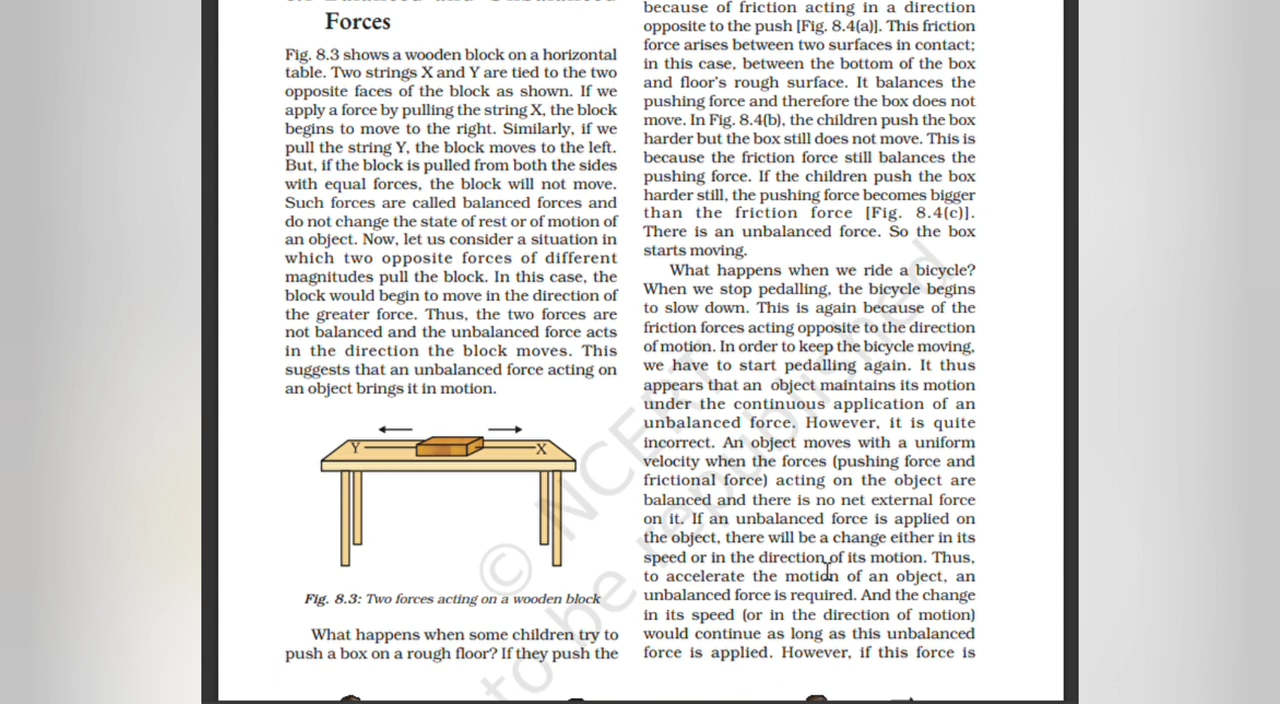 Forces
Fig. 8.3 shows a wooden block on a horizontal
table. Two strings X and Y are tied to the two
opposite faces of the block as shown. If we
apply a force by pulling the string X, the block
begins to move to the right. Similarly, if we
pull the string Y, the block moves to the left.
But, if the block is pulled from both the sides
with equal forces, the block will not move.
Such forces are called balanced forces and
do not change the state of rest or of motion of
an object. Now, let us consider a situation in
which two opposite forces of different
magnitudes pull the block. In this case, the
block would begin to move in the direction of
the greater force. Thus, the two forces are
not balanced and the unbalanced force acts
in the direction the block moves. This
suggests that an unbalanced force acting on
an object brings it in motion.
Y X
Fig. 8.3: Two forces acting on a wooden block
What happens when some children try to
push a box on a rough floor? If they push the
because of friction acting in a direction
opposite to the push [Fig. 8.4(a)]. This friction
force arises between two surfaces in contact;
in this case, between the bottom of the box
and floor's rough surface. It balances the
pushing force and therefore the box does not
move. In Fig. 8.4(b), the children push the box
harder but the box still does not move. This is
because the friction force still balances the
pushing force. If the children push the box
harder still, the pushing force becomes bigger
than the friction force [Fig. 8.4(c)].
There is an unbalanced force. So the box
starts moving.
What happens when we ride a bicycle?
When we stop pedalling, the bicycle begins
to slow down. This is again because of the
friction forces acting opposite to the direction
of motion. In order to keep the bicycle moving,
we have to start pedalling again. It thus
appears that an object maintains its motion
under the continuous application of an
unbalanced force. However, it is quite
incorrect. An object moves with a uniform
velocity when the forces (pushing force and
frictional force) acting on the object are
balanced and there is no net external force
on it. If an unbalanced force is applied on
the object, there will be a change either in its
speed or in the direction of its motion. Thus,
to accelerate the motion of an object, an
unbalanced force is required. And the change
in its speed (or in the direction of motion)
would continue as long as this unbalanced
force is applied. However, if this force is
© NCERT
to be republished